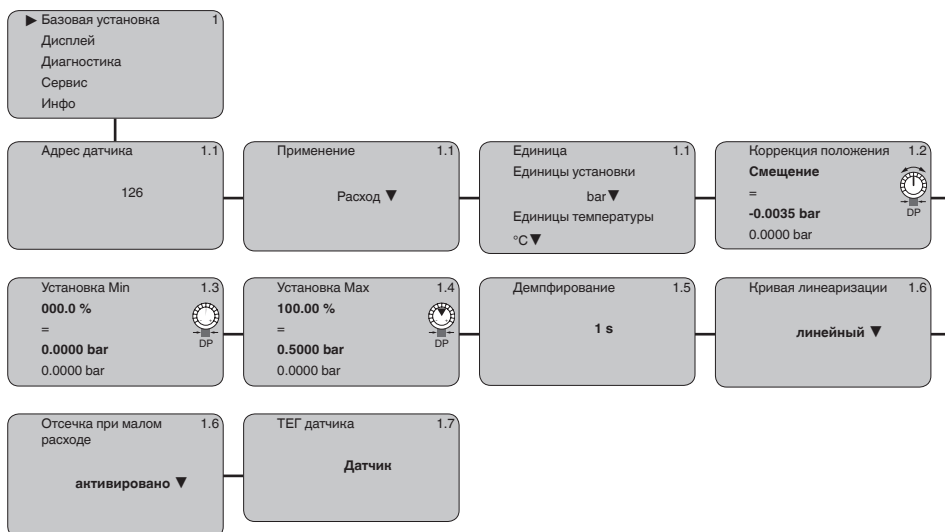 ▶ Базовая установка 1
Дисплей
Диагностика
Сервис
Инфо
Адрес датчика 1.1
126
Применение 1.1
Расход ▼
Единица 1.1
Единицы установки
bar▼
Единицы температуры
°C▼
Коррекция положения 1.2
Смещение
=
-0.0035 bar
0.0000 bar
DP
Установка Min 1.3
000.0 %
=
0.0000 bar
0.0000 bar
DP
Установка Max 1.4
100.00 %
=
0.5000 bar
0.0000 bar
DP
Демпфирование 1.5
1 s
Кривая линеаризации 1.6
линейный ▼
Отсечка при малом 1.6
расходе
активировано ▼
ТЕГ датчика 1.7
Датчик